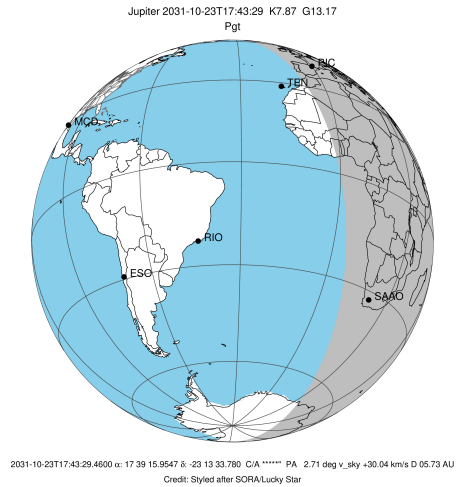 Jupiter 2031-10-23T17:43:29 K7.87 G13.17
Pgt
PIC
TEN
MCD
RIO
ESO
SAAO
2031-10-23T17:43:29.4600 α: 17 39 15.9547 δ: -23 13 33.780 C/A *****" PA 2.71 deg v_sky +30.04 km/s D 05.73 AU
Credit: Styled after SORA/Lucky Star